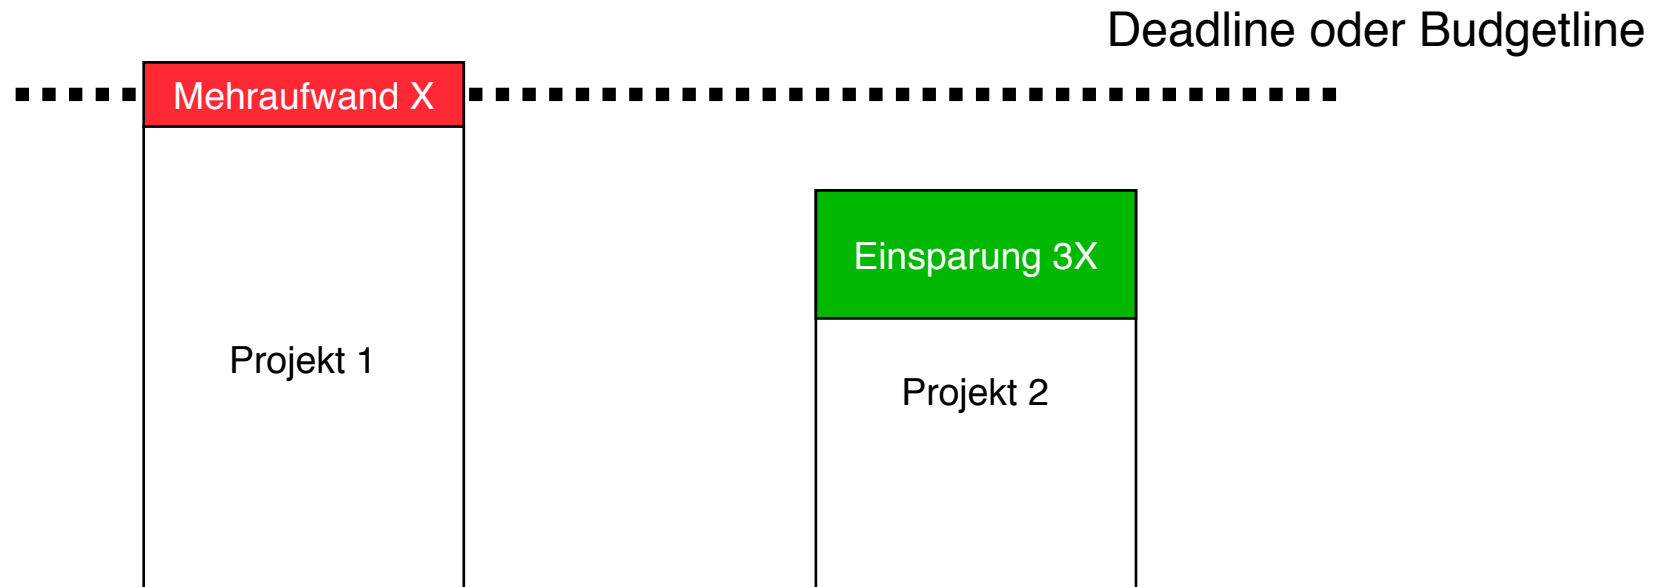 Deadline oder Budgetline
Mehraufwand X
Einsparung 3X
Projekt 1
Projekt 2